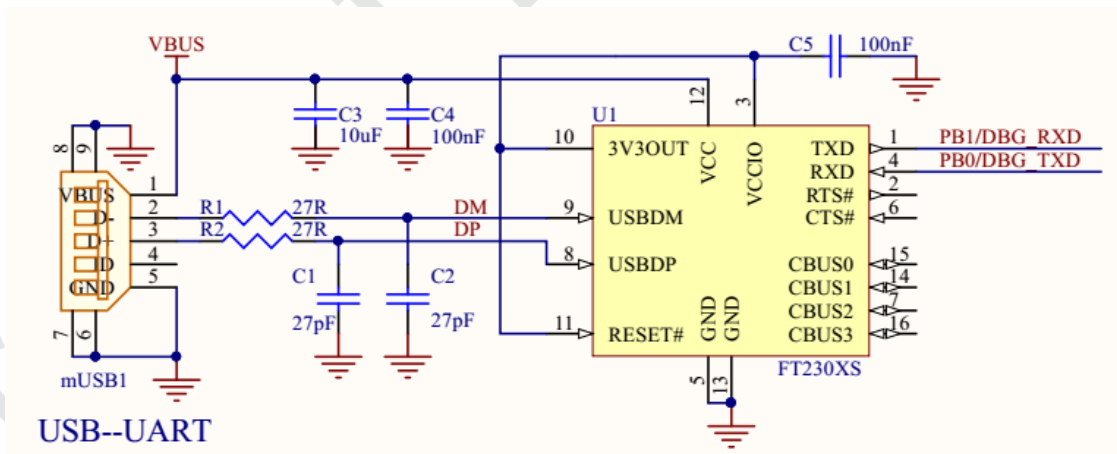 VBUS
C5 100nF
C3
10uF
C4
100nF
12
3
U1
8
9
VBUS
D-
D+
ID
GND
1
2
3
4
5
7
6
mUSB1
R1 27R
R2 27R
DM
DP
C1
27pF
C2
27pF
10
9
8
11
3V3OUT
USBDM
USBDP
RESET#
VCC
VCCIO
GND
GND
5
13
TXD
RXD
RTS#
CTS#
CBUS0
CBUS1
CBUS2
CBUS3
1
4
2
6
15
14
7
16
PB1/DBG_RXD
PB0/DBG_TXD
FT230XS
USB--UART